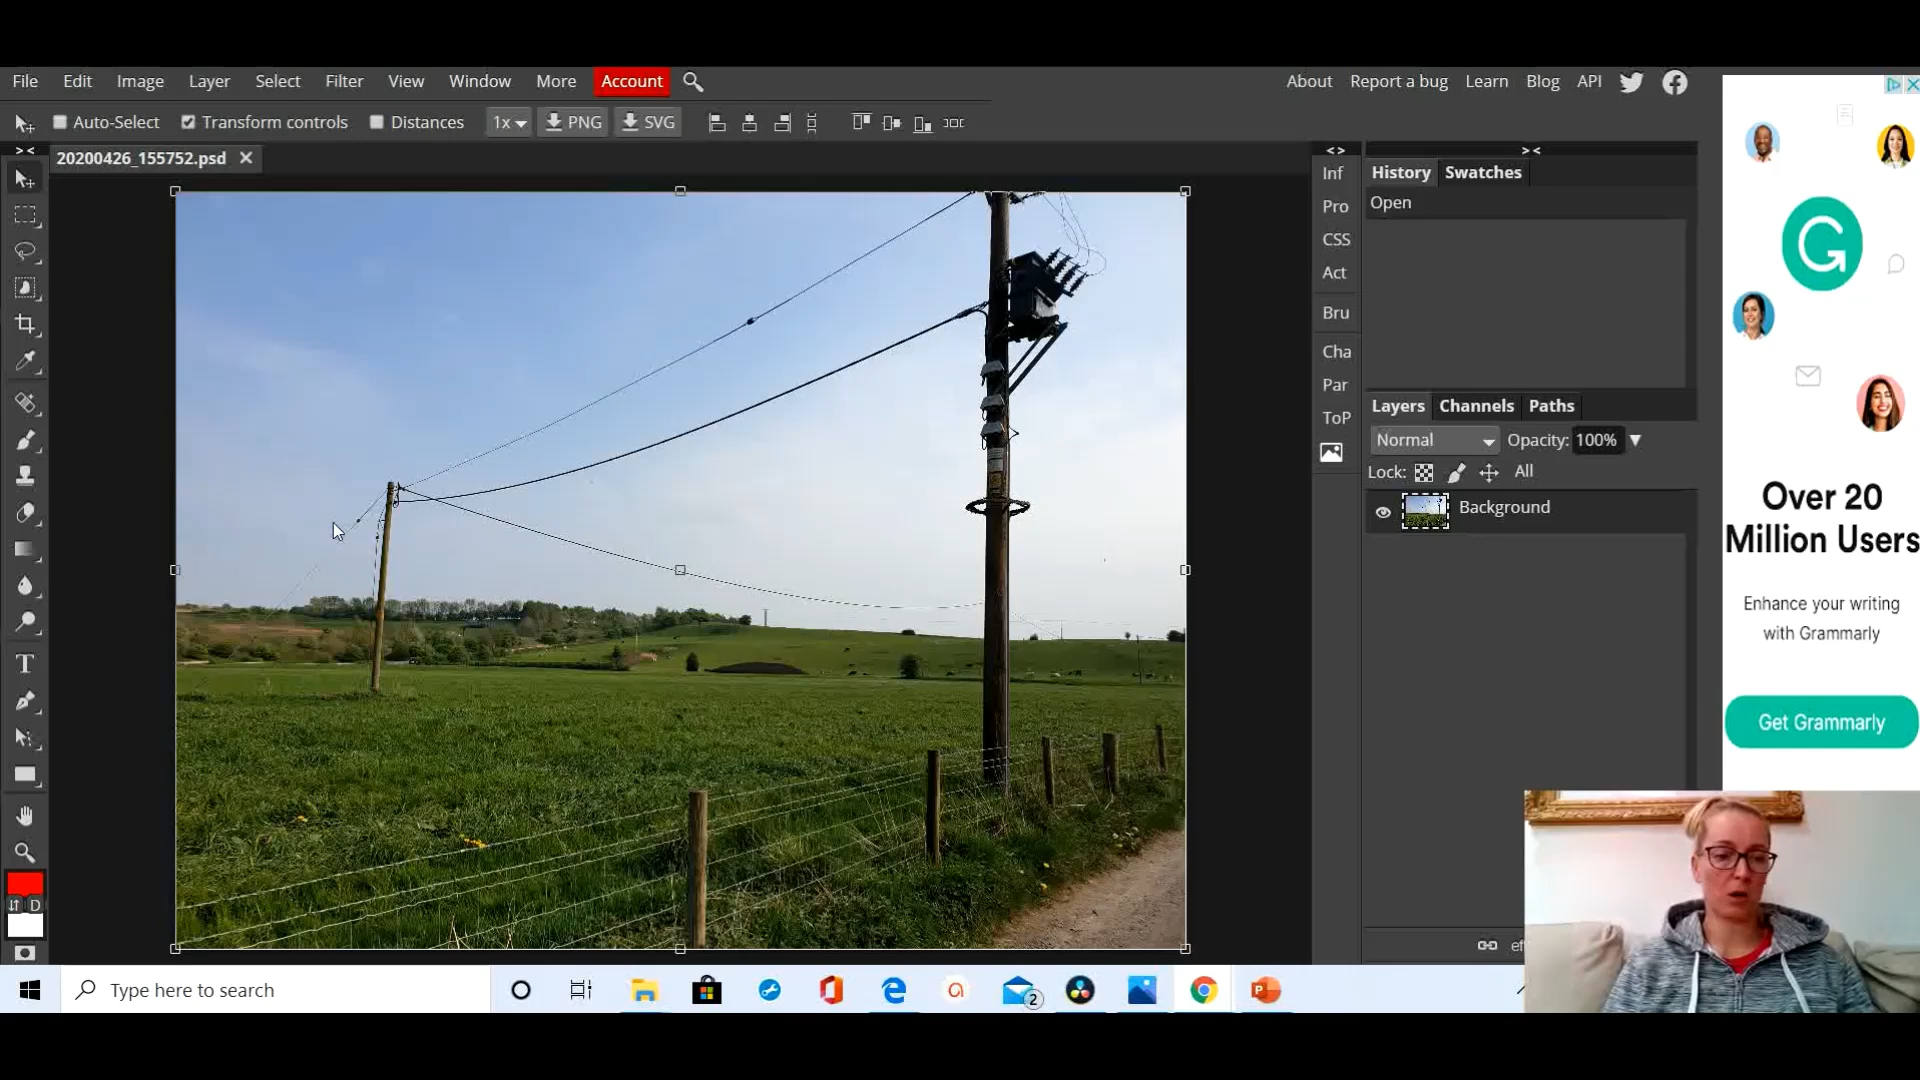 File Edit Image Layer Select Filter View Window More Account About Report a bug Learn Blog API
Auto-Select Transform controls Distances 1x PNG SVG
20200426_155752.psd
Inf
Pro
CSS
Act
Bru
Cha
Par
ToP
History Swatches
Open
Layers Channels Paths
Normal Opacity: 100%
Lock: All
Background
G
Over 20
Million Users
Enhance your writing
with Grammarly
Get Grammarly
T
D
Type here to search
2